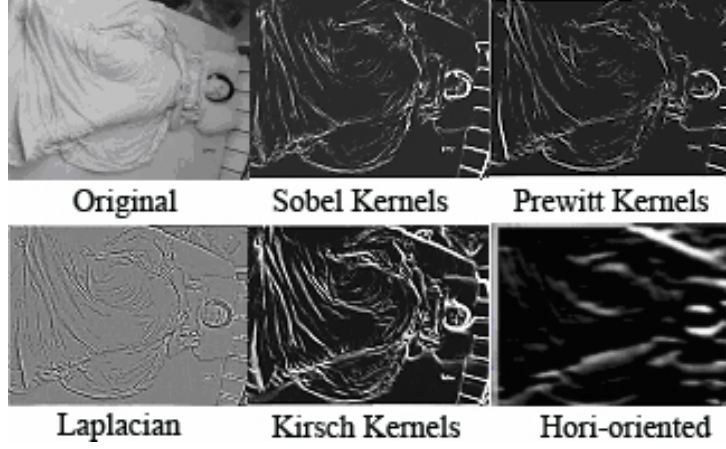 Original
Sobel Kernels
Prewitt Kernels
Laplacian
Kirsch Kernels
Hori-oriented